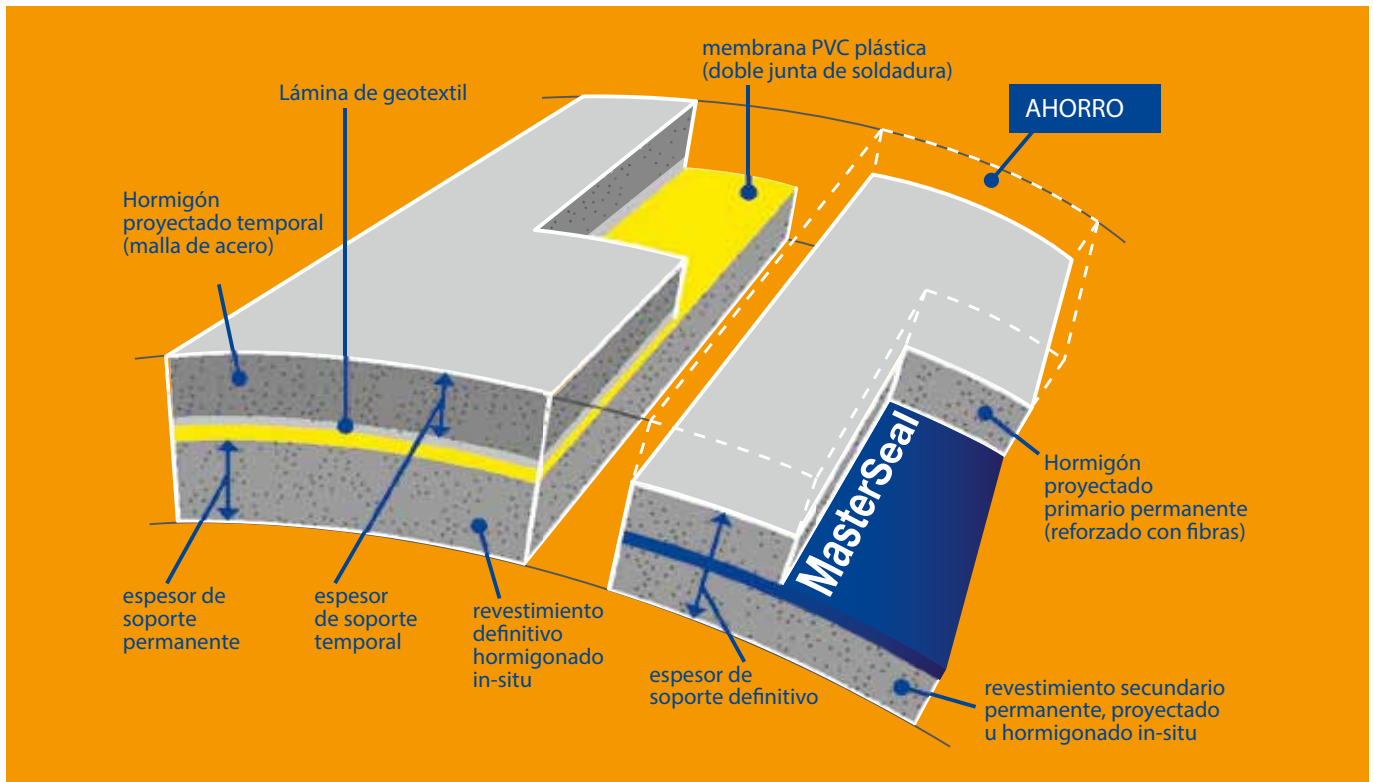 membrana PVC plástica
(doble junta de soldadura)
Lámina de geotextil
AHORRO
Hormigón
proyectado temporal
(malla de acero)
MasterSeal
Hormigón
proyectado
primario permanente
(reforzado con fibras)
espesor de
soporte
permanente
espesor
de soporte
temporal
revestimiento
definitivo
hormigonado
in-situ
espesor de
soporte definitivo
revestimiento secundario
permanente, proyectado
u hormigonado in-situ